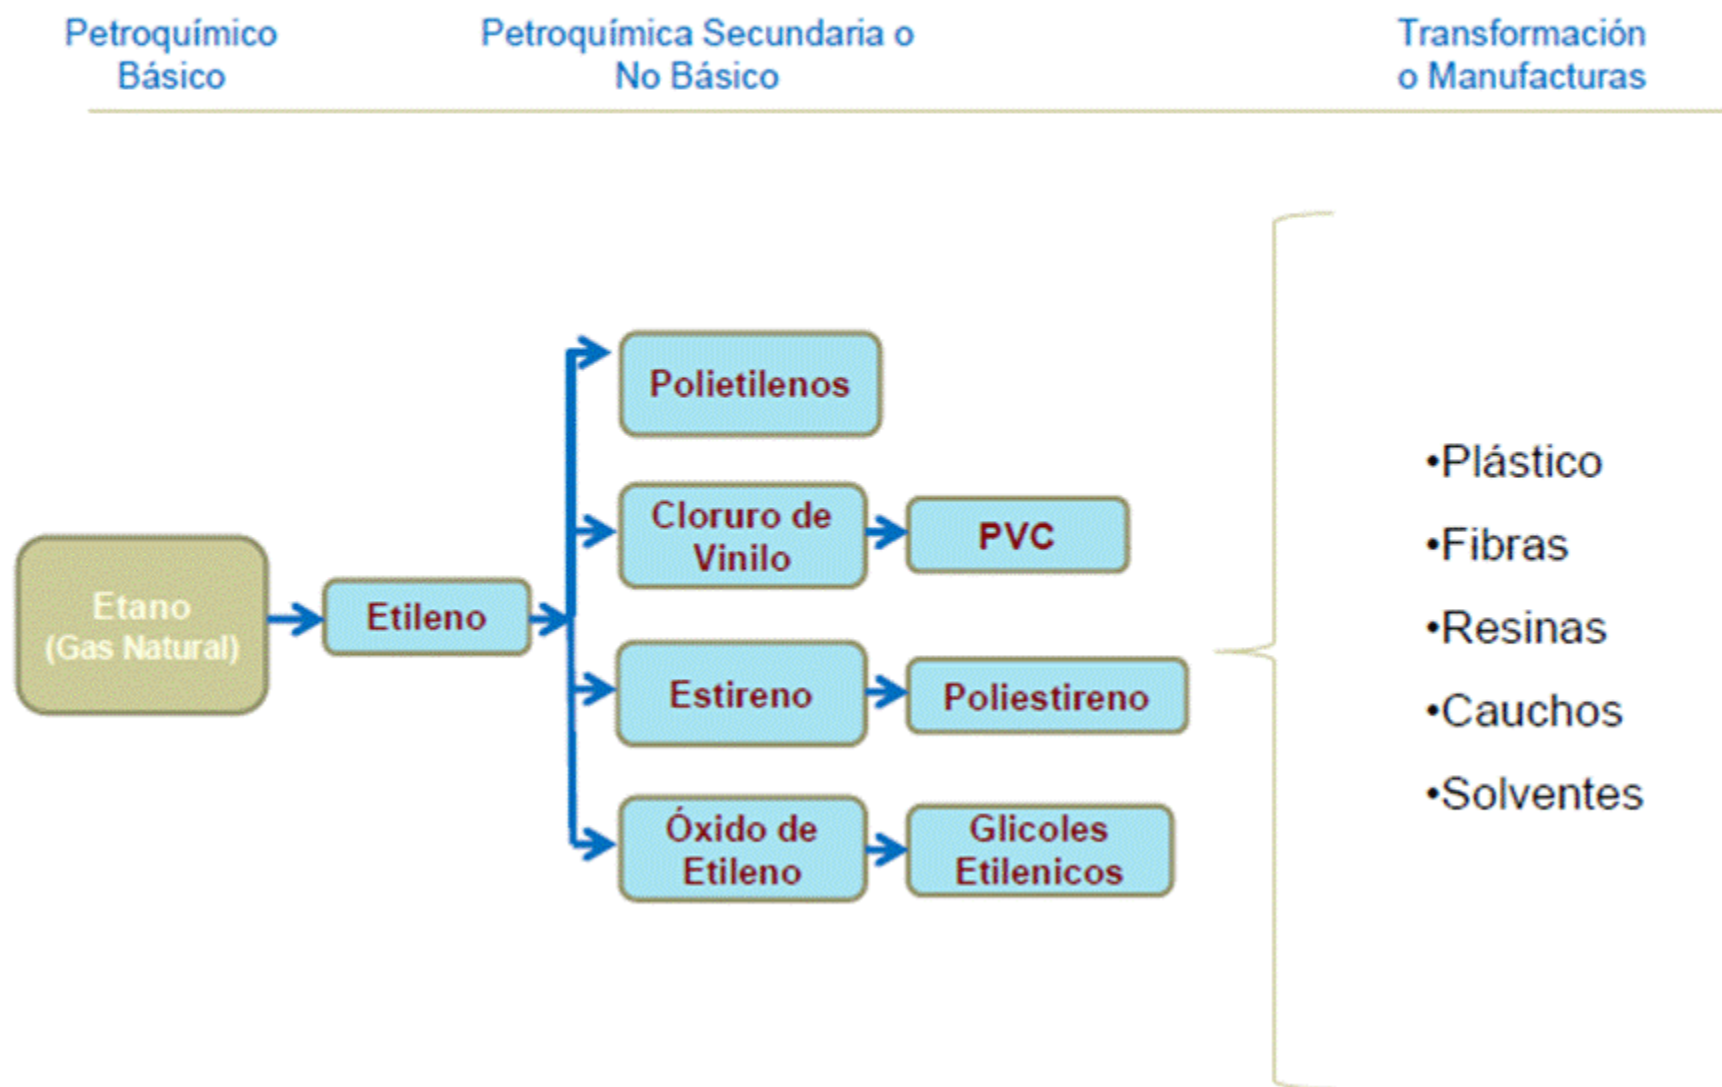 Petroquímico
Básico
Petroquímica Secundaria o
No Básico
Transformación
o Manufacturas
Etano
(Gas Natural)
Etileno
Polietilenos
Cloruro de
Vinilo
PVC
Estireno
Poliestireno
Óxido de
Etileno
Glicoles
Etilenicos
•Plástico
•Fibras
•Resinas
•Cauchos
•Solventes